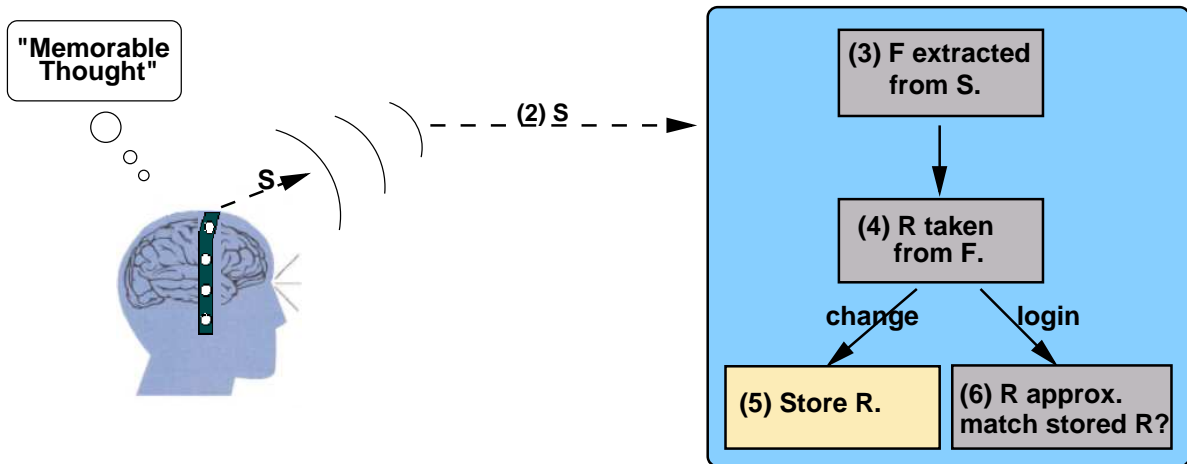 "Memorable
Thought"
S
(2) S
(3) F extracted
from S.
(4) R taken
from F.
change
login
(5) Store R.
(6) R approx.
match stored R?